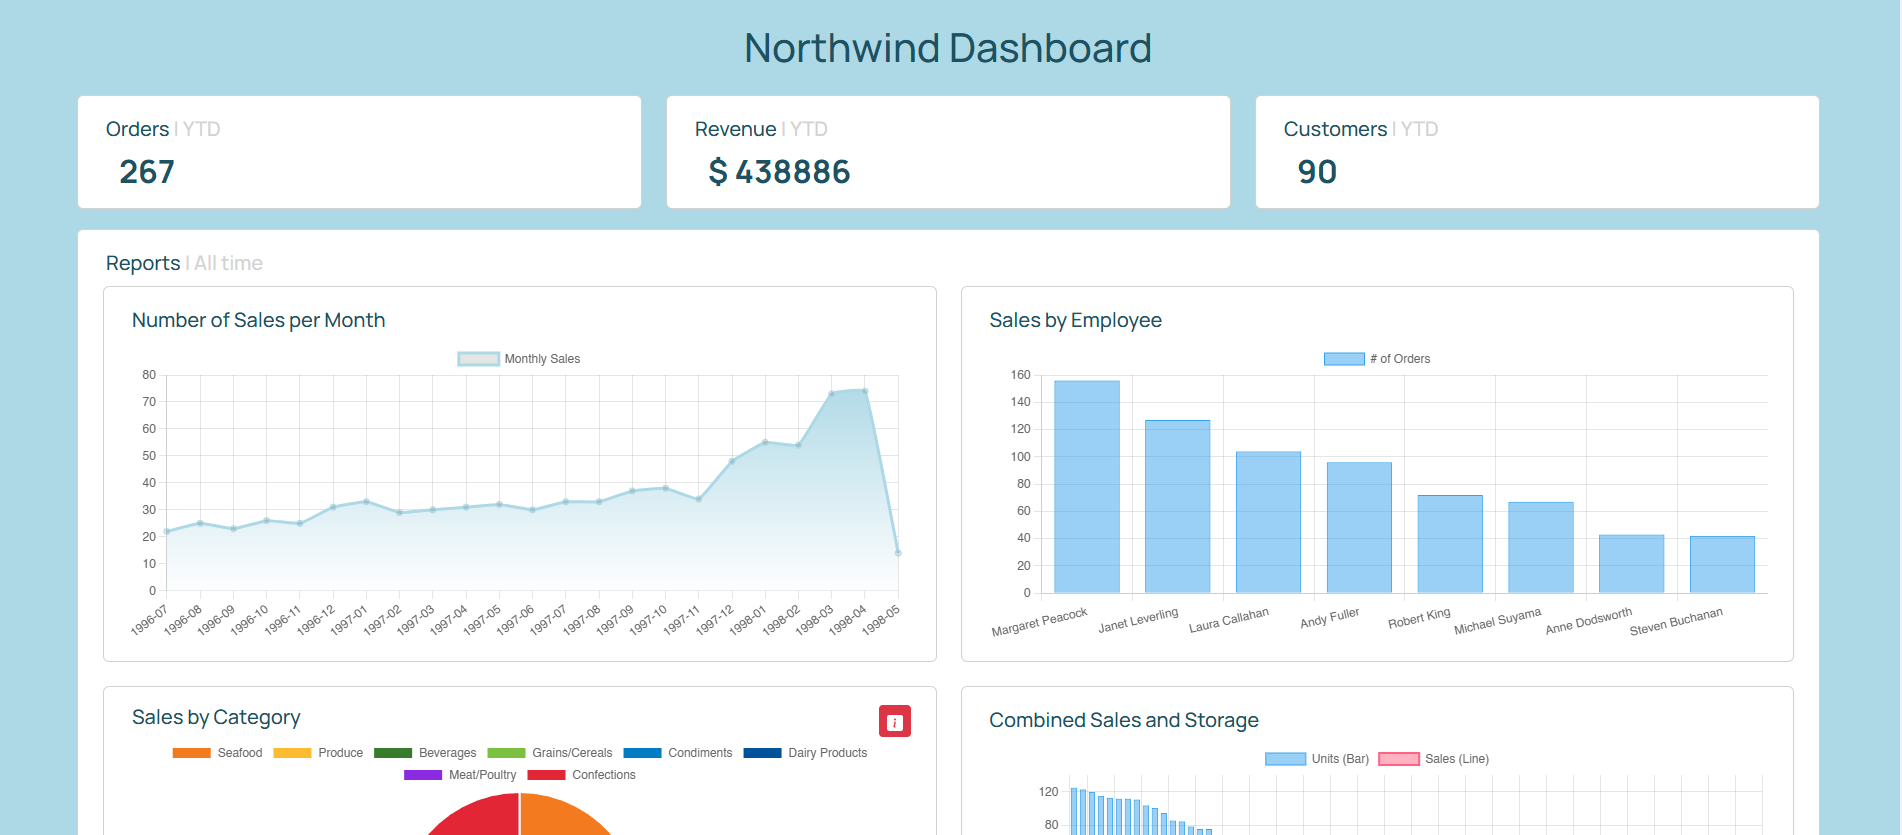 Northwind Dashboard
Orders | YTD
267
Revenue | YTD
$ 438886
Customers | YTD
90
Reports | All time
Number of Sales per Month
Monthly Sales
80
70
60
50
40
30
20
10
0
1996-07 1996-08 1996-09 1996-10 1996-11 1996-12 1997-01 1997-02 1997-03 1997-04 1997-05 1997-06 1997-07 1997-08 1997-09 1997-10 1997-11 1997-12 1998-01 1998-02 1998-03 1998-04 1998-05
Sales by Employee
# of Orders
160
140
120
100
80
60
40
20
0
Margaret Peacock Janet Leverling Laura Callahan Andy Fuller Robert King Michael Suyama Anne Dodsworth Steven Buchanan
Sales by Category
i
Seafood Produce Beverages Grains/Cereals Condiments Dairy Products
Meat/Poultry Confections
Combined Sales and Storage
Units (Bar) Sales (Line)
120
80